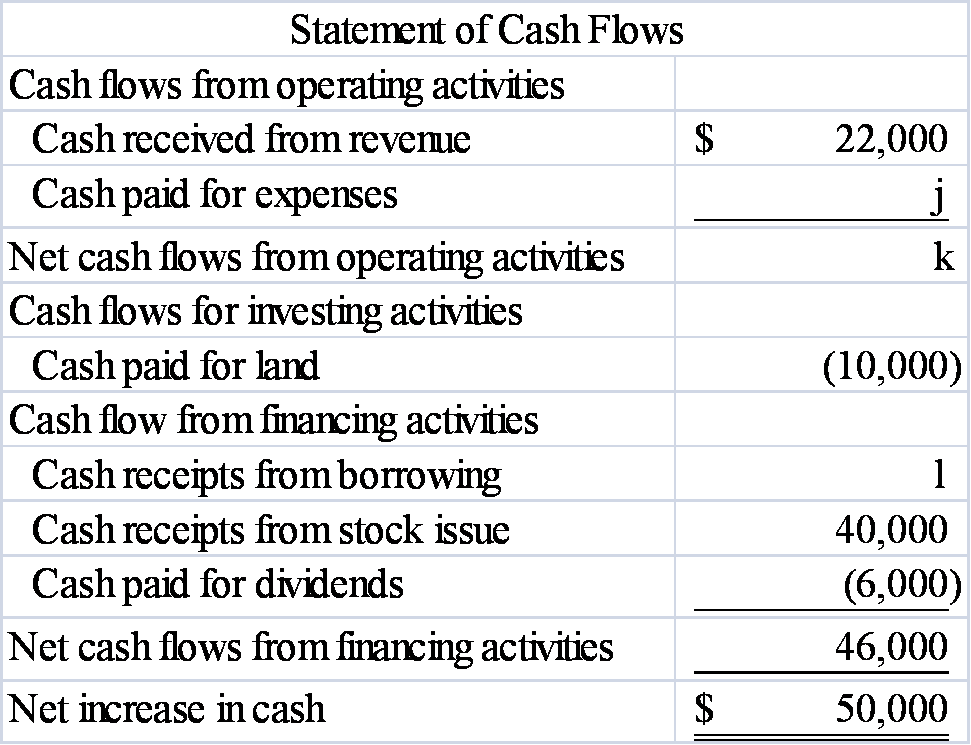 Statement of Cash Flows
Cash flows from operating activities
Cash received from revenue $ 22,000
Cash paid for expenses j
Net cash flows from operating activities k
Cash flows for investing activities
Cash paid for land (10,000)
Cash flow from financing activities
Cash receipts from borrowing l
Cash receipts from stock issue 40,000
Cash paid for dividends (6,000)
Net cash flows from financing activities 46,000
Net increase in cash $ 50,000